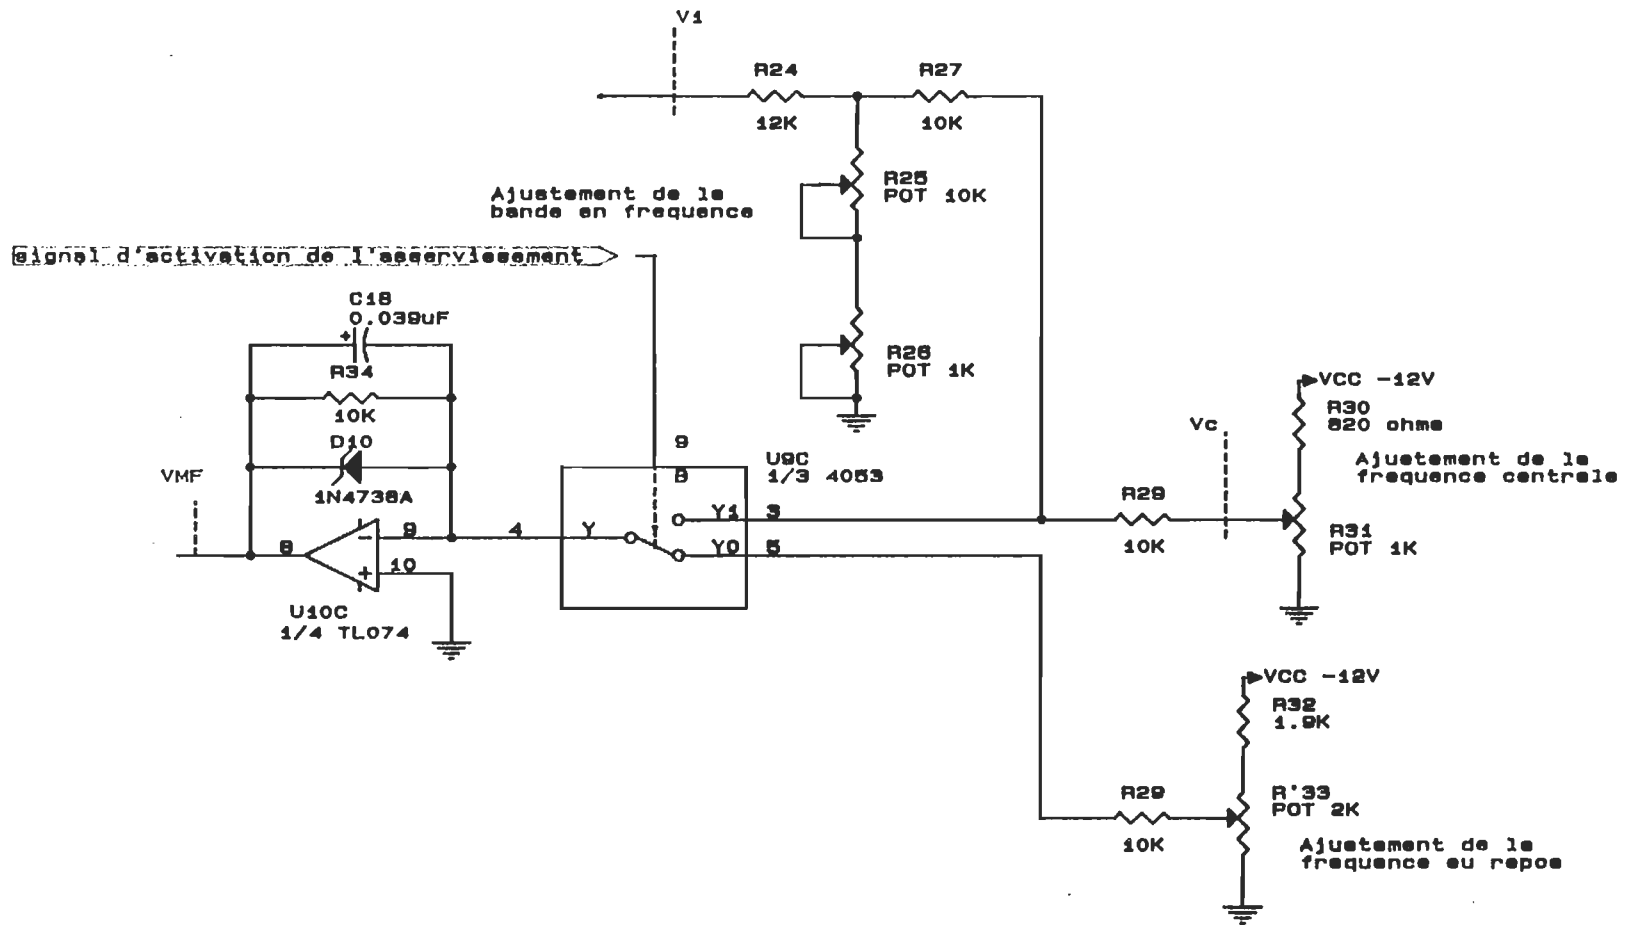 V1
R24
R27
12K
10K
R25
POT 10K
Ajustement de la
bande en frequence
signal d'activation de l'asservissement
C18
0.039uF
+
R34
10K
D10
1N4738A
VMF
R26
POT 1K
9
B
U9C
1/3 4053
VCC -12V
R30
820 ohms
Vc
Ajustement de la
frequence centrale
R29
10K
R31
POT 1K
8
-
9
4
Y
Y1
3
Y0
5
+
10
U10C
1/4 TL074
VCC -12V
R32
1.9K
R29
10K
R'33
POT 2K
Ajustement de la
frequence au repos